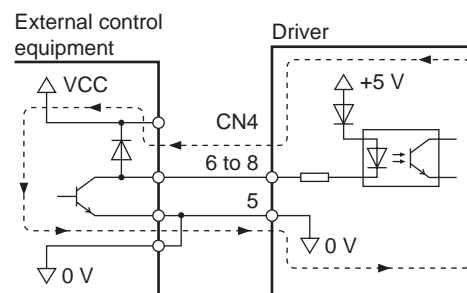 External control
equipment
Driver
VCC
+5 V
CN4
6 to 8
5
0 V
0 V